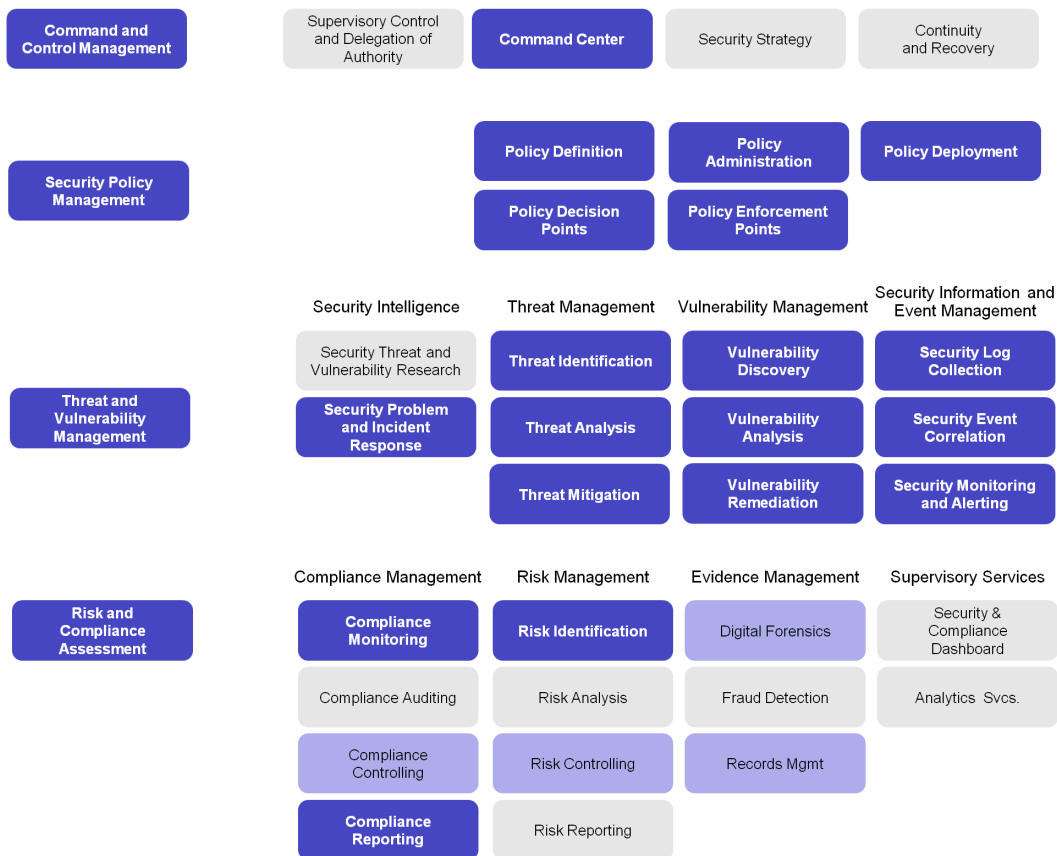 Command and
Control Management
Supervisory Control
and Delegation of
Authority
Command Center
Security Strategy
Continuity
and Recovery
Security Policy
Management
Policy Definition
Policy
Administration
Policy Deployment
Policy Decision
Points
Policy Enforcement
Points
Threat and
Vulnerability
Management
Security Intelligence
Threat Management
Vulnerability Management
Security Information and
Event Management
Security Threat and
Vulnerability Research
Threat Identification
Vulnerability
Discovery
Security Log
Collection
Security Problem
and Incident
Response
Threat Analysis
Vulnerability
Analysis
Security Event
Correlation
Threat Mitigation
Vulnerability
Remediation
Security Monitoring
and Alerting
Risk and
Compliance
Assessment
Compliance Management
Risk Management
Evidence Management
Supervisory Services
Compliance
Monitoring
Risk Identification
Digital Forensics
Security &
Compliance
Dashboard
Compliance Auditing
Risk Analysis
Fraud Detection
Analytics Svcs.
Compliance
Controlling
Risk Controlling
Records Mgmt
Compliance
Reporting
Risk Reporting